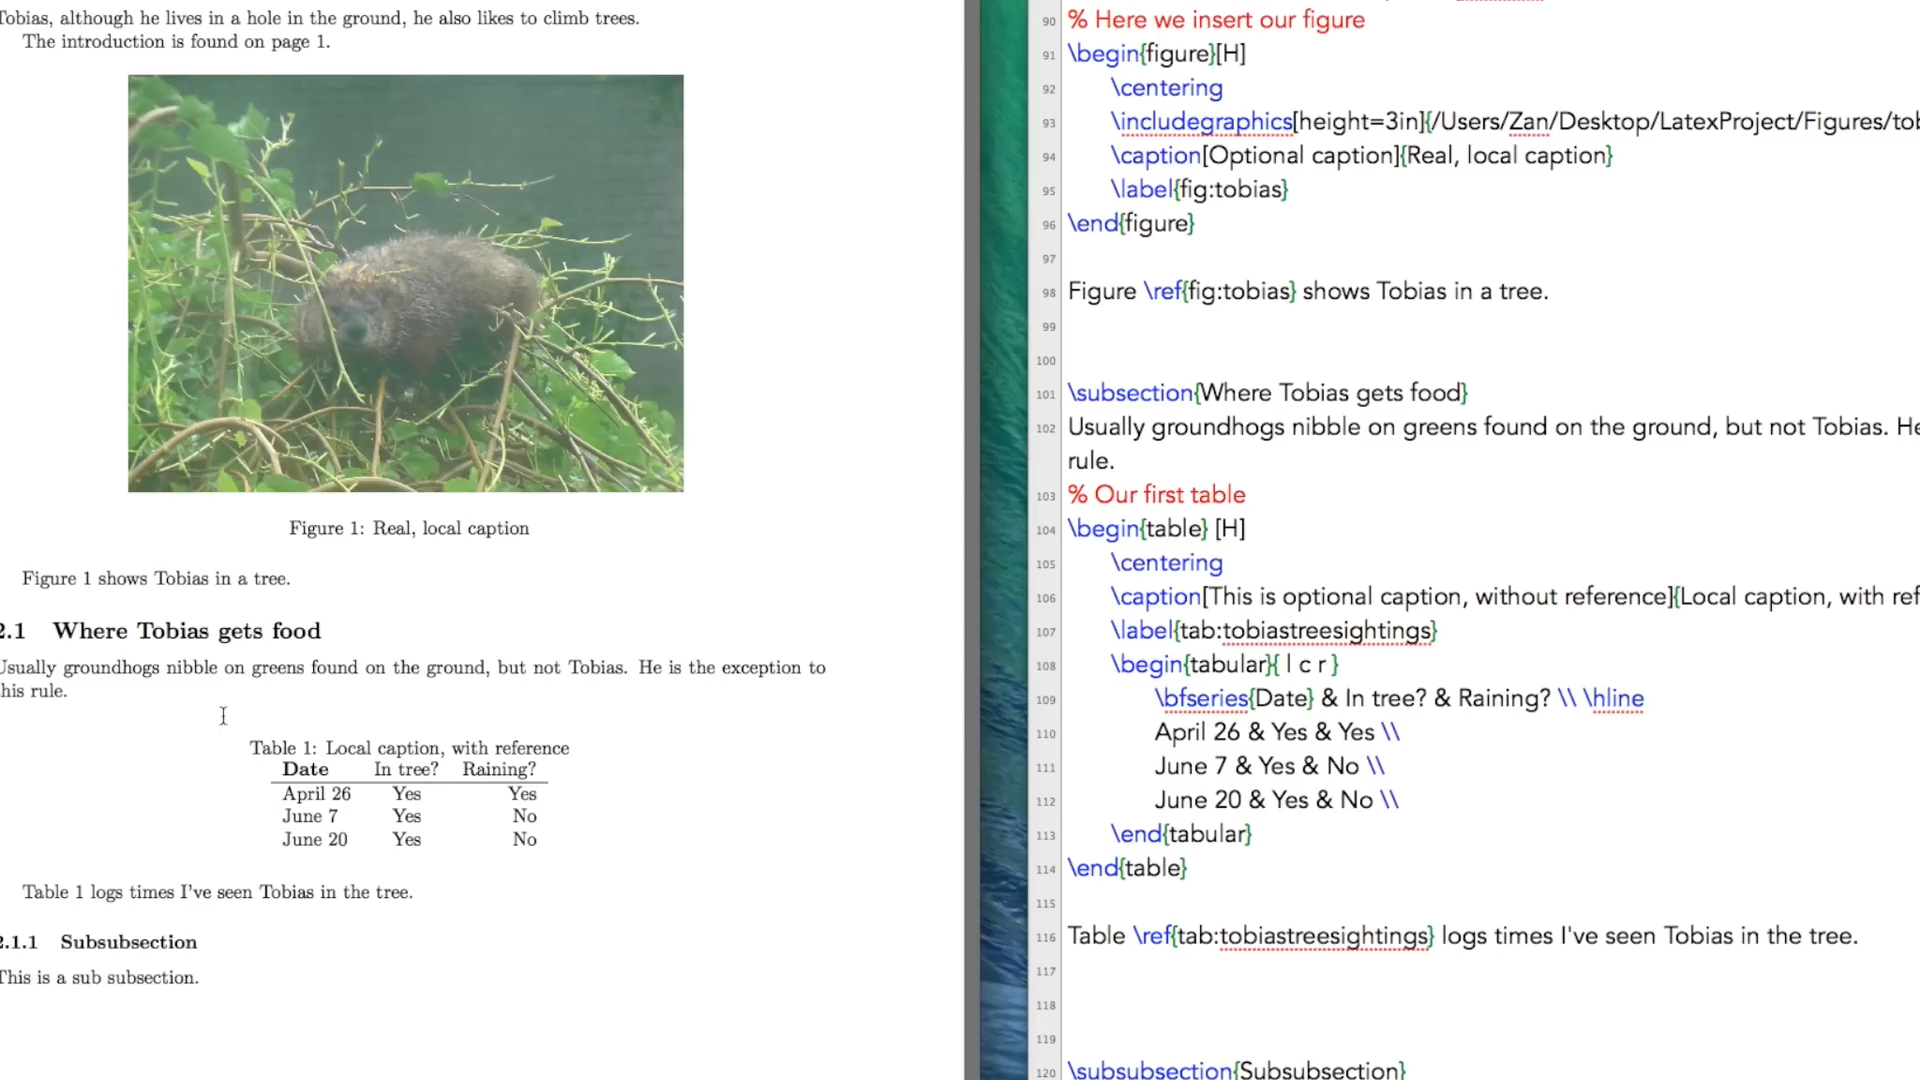 Tobias, although he lives in a hole in the ground, he also likes to climb trees.
The introduction is found on page 1.
Figure 1: Real, local caption
Figure 1 shows Tobias in a tree.
2.1 Where Tobias gets food
Usually groundhogs nibble on greens found on the ground, but not Tobias. He is the exception to
this rule.
Table 1: Local caption, with reference
Date In tree? Raining?
April 26 Yes Yes
June 7 Yes No
June 20 Yes No
Table 1 logs times I've seen Tobias in the tree.
2.1.1 Subsubsection
This is a sub subsection.
90 % Here we insert our figure
91 \begin{figure}[H]
92 \centering
93 \includegraphics[height=3in]{/Users/Zan/Desktop/LatexProject/Figures/tob
94 \caption[Optional caption]{Real, local caption}
95 \label{fig:tobias}
96 \end{figure}
97
98 Figure \ref{fig:tobias} shows Tobias in a tree.
99
100
101 \subsection{Where Tobias gets food}
102 Usually groundhogs nibble on greens found on the ground, but not Tobias. He
rule.
103 % Our first table
104 \begin{table} [H]
105 \centering
106 \caption[This is optional caption, without reference]{Local caption, with ref
107 \label{tab:tobiastreesightings}
108 \begin{tabular}{ l c r }
109 \bfseries{Date} & In tree? & Raining? \\ \hline
110 April 26 & Yes & Yes \\
111 June 7 & Yes & No \\
112 June 20 & Yes & No \\
113 \end{tabular}
114 \end{table}
115
116 Table \ref{tab:tobiastreesightings} logs times I've seen Tobias in the tree.
117
118
119
120 \subsubsection{Subsubsection}